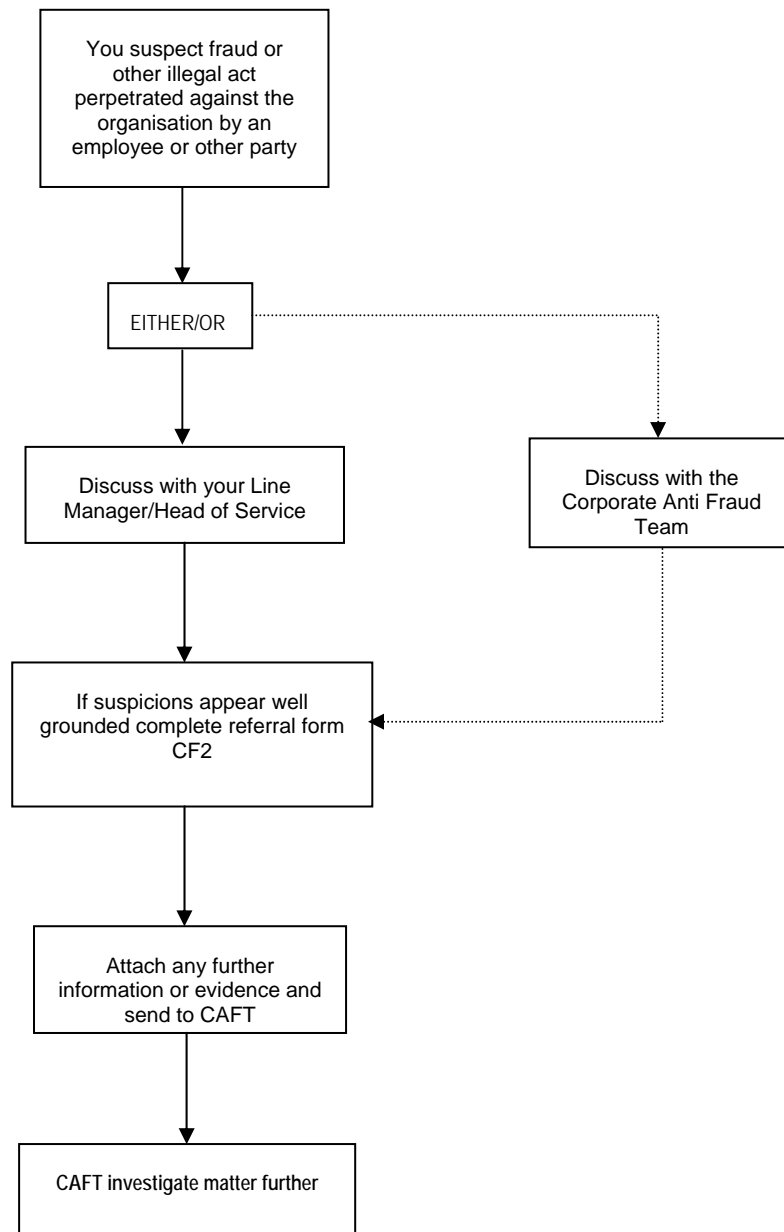 You suspect fraud or
other illegal act
perpetrated against the
organisation by an
employee or other party
EITHER/OR
Discuss with your Line
Manager/Head of Service
Discuss with the
Corporate Anti Fraud
Team
If suspicions appear well
grounded complete referral form
CF2
Attach any further
information or evidence and
send to CAFT
CAFT investigate matter further